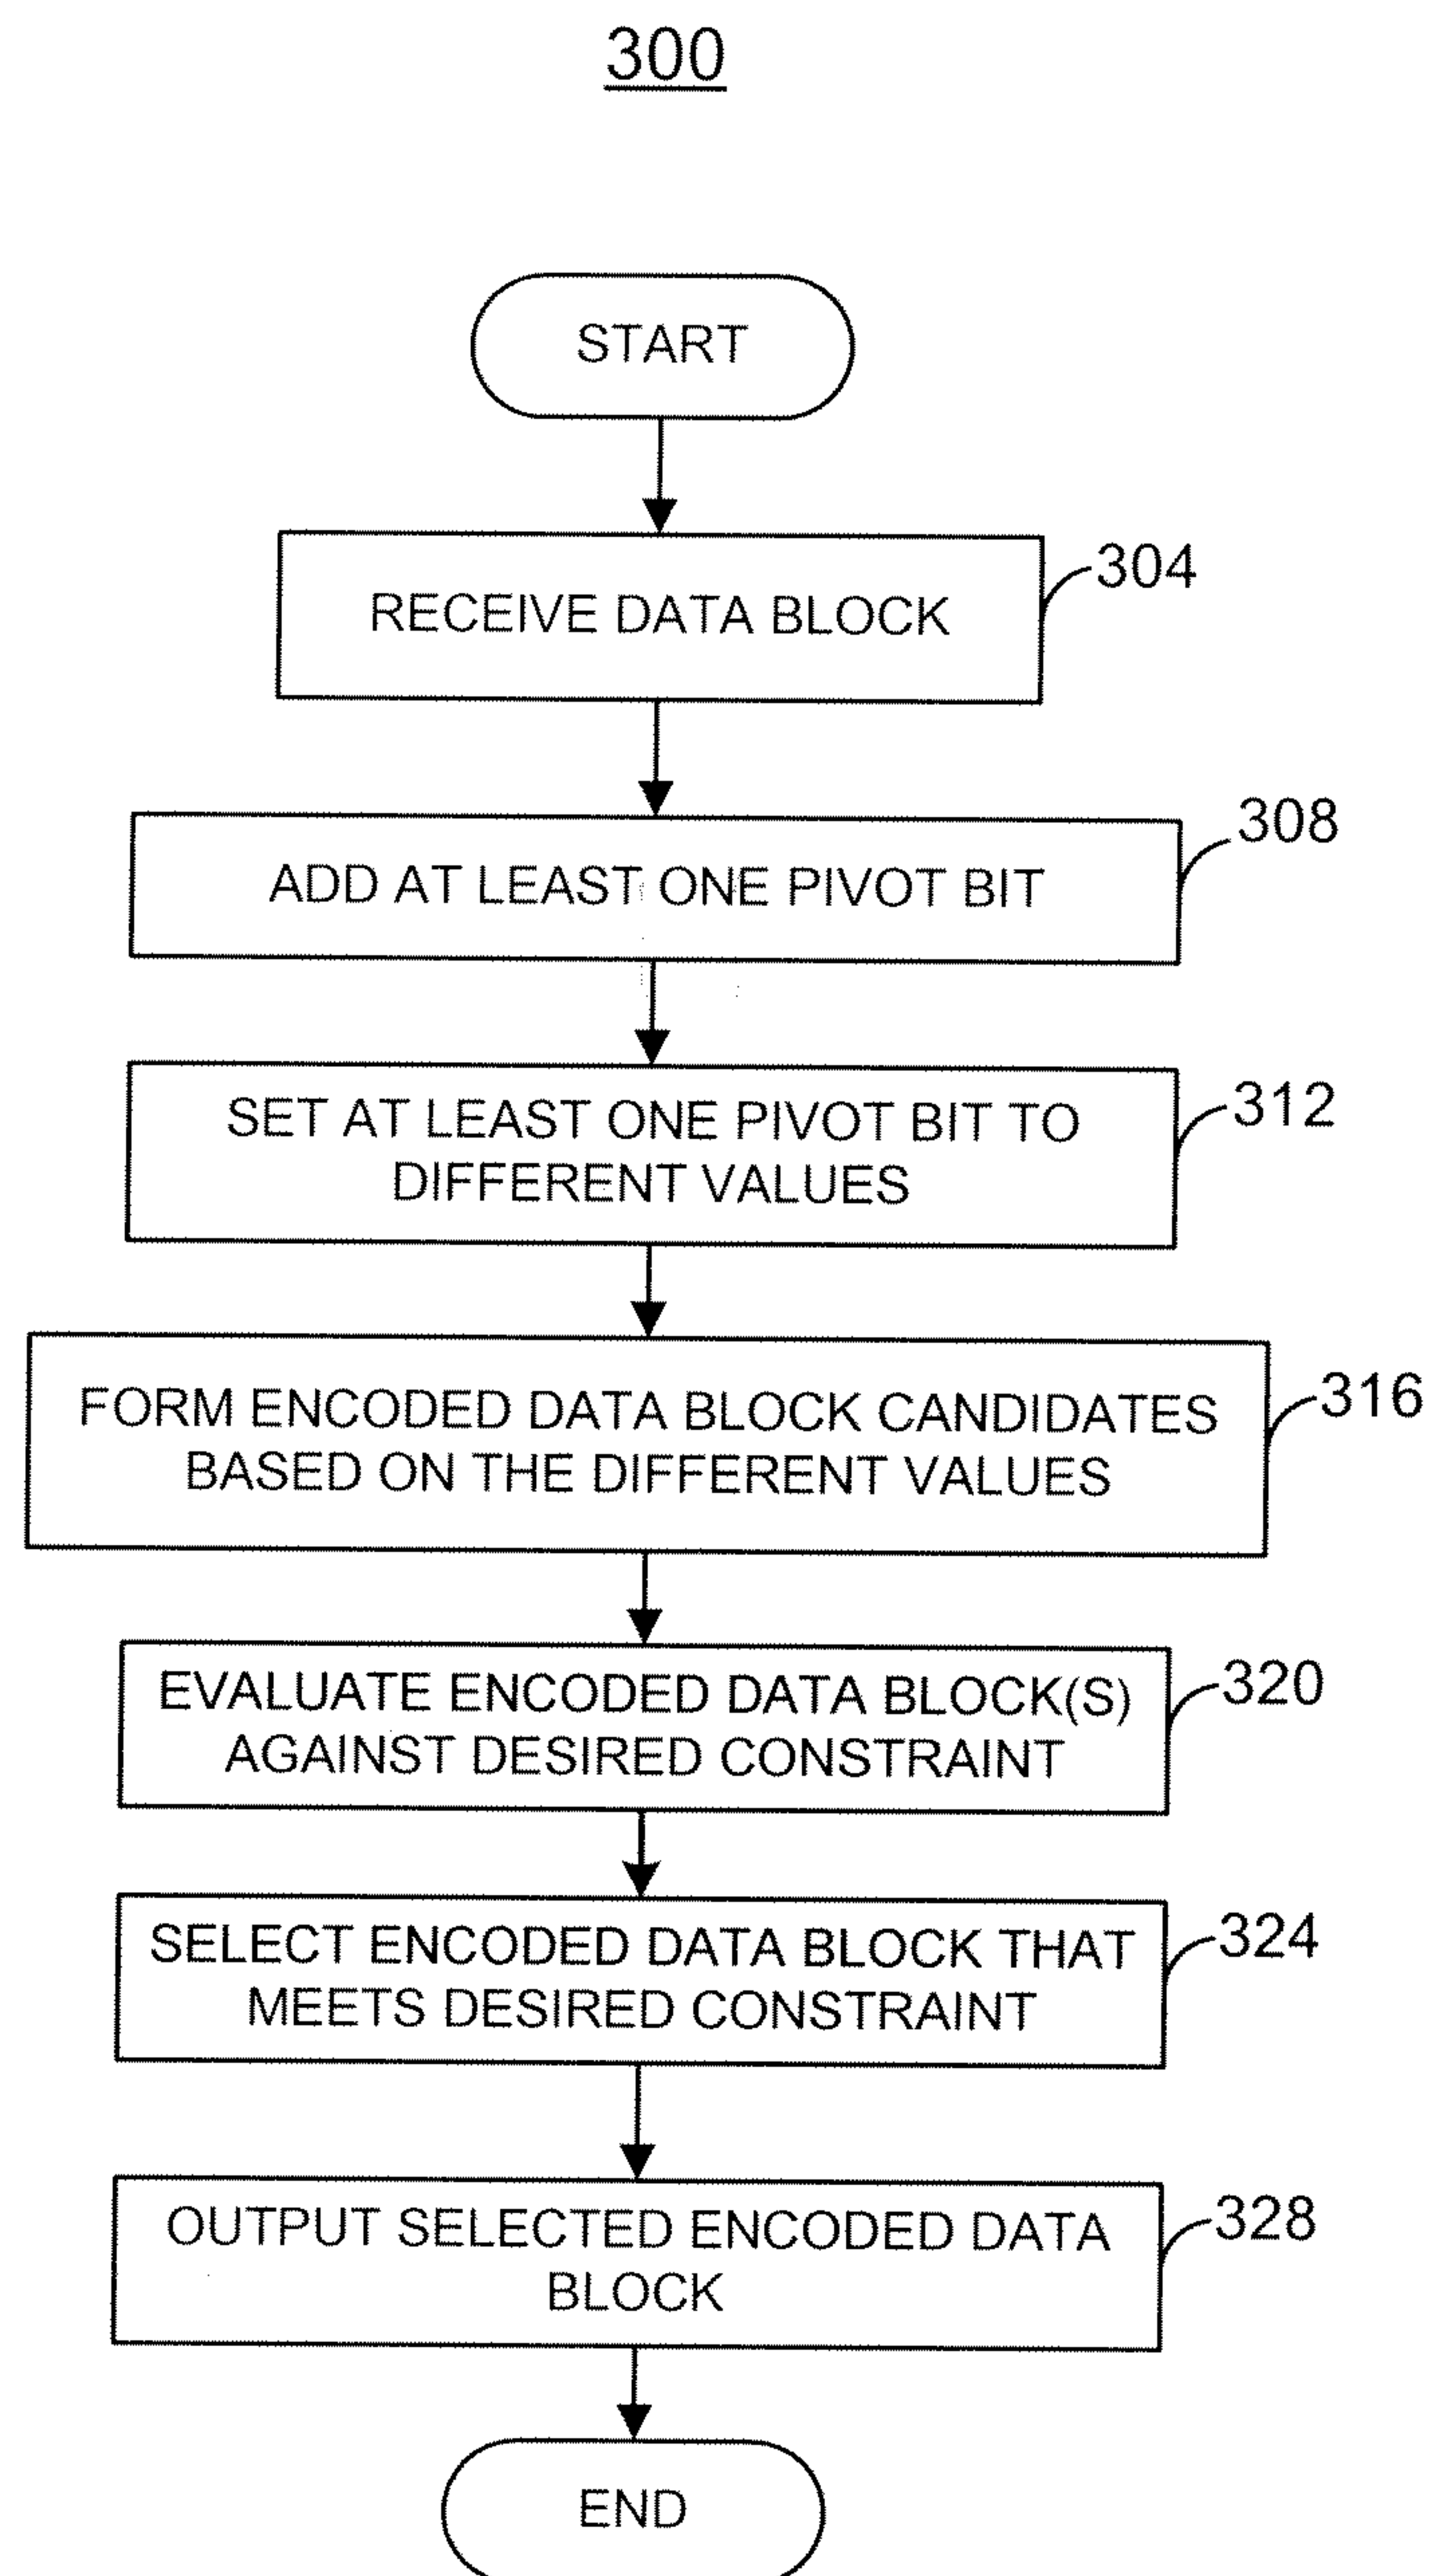 300
START
RECEIVE DATA BLOCK
304
ADD AT LEAST ONE PIVOT BIT
308
SET AT LEAST ONE PIVOT BIT TO
DIFFERENT VALUES
312
FORM ENCODED DATA BLOCK CANDIDATES
BASED ON THE DIFFERENT VALUES
316
EVALUATE ENCODED DATA BLOCK(S)
AGAINST DESIRED CONSTRAINT
320
SELECT ENCODED DATA BLOCK THAT
MEETS DESIRED CONSTRAINT
324
OUTPUT SELECTED ENCODED DATA
BLOCK
328
END